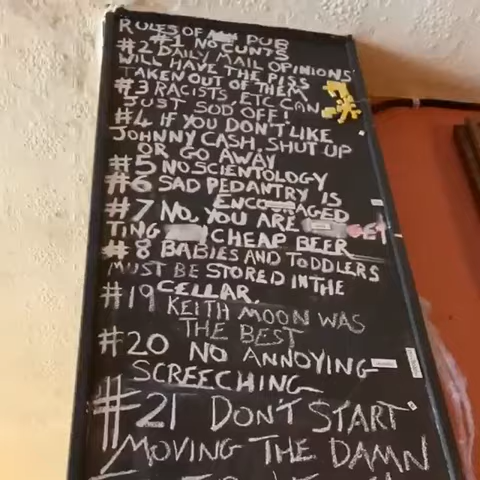 RULES OF PUB
#1 NO CUNTS
#2 DAILY MAIL OPINIONS
WILL HAVE THE PISS
TAKEN OUT OF THEM
#3 RACISTS ETC CAN
JUST SOD OFF!
#4 IF YOU DON'T LIKE
JOHNNY CASH, SHUT UP
OR GO AWAY
#5 NO SCIENTOLOGY
#6 SAD PEDANTRY IS
ENCOURAGED
#7 NO, YOU ARE GET
TING CHEAP BEER
#8 BABIES AND TODDLERS
MUST BE STORED IN THE
CELLAR.
#19 KEITH MOON WAS
THE BEST
#20 NO ANNOYING
SCREECHING
#21 DON'T START
MOVING THE DAMN